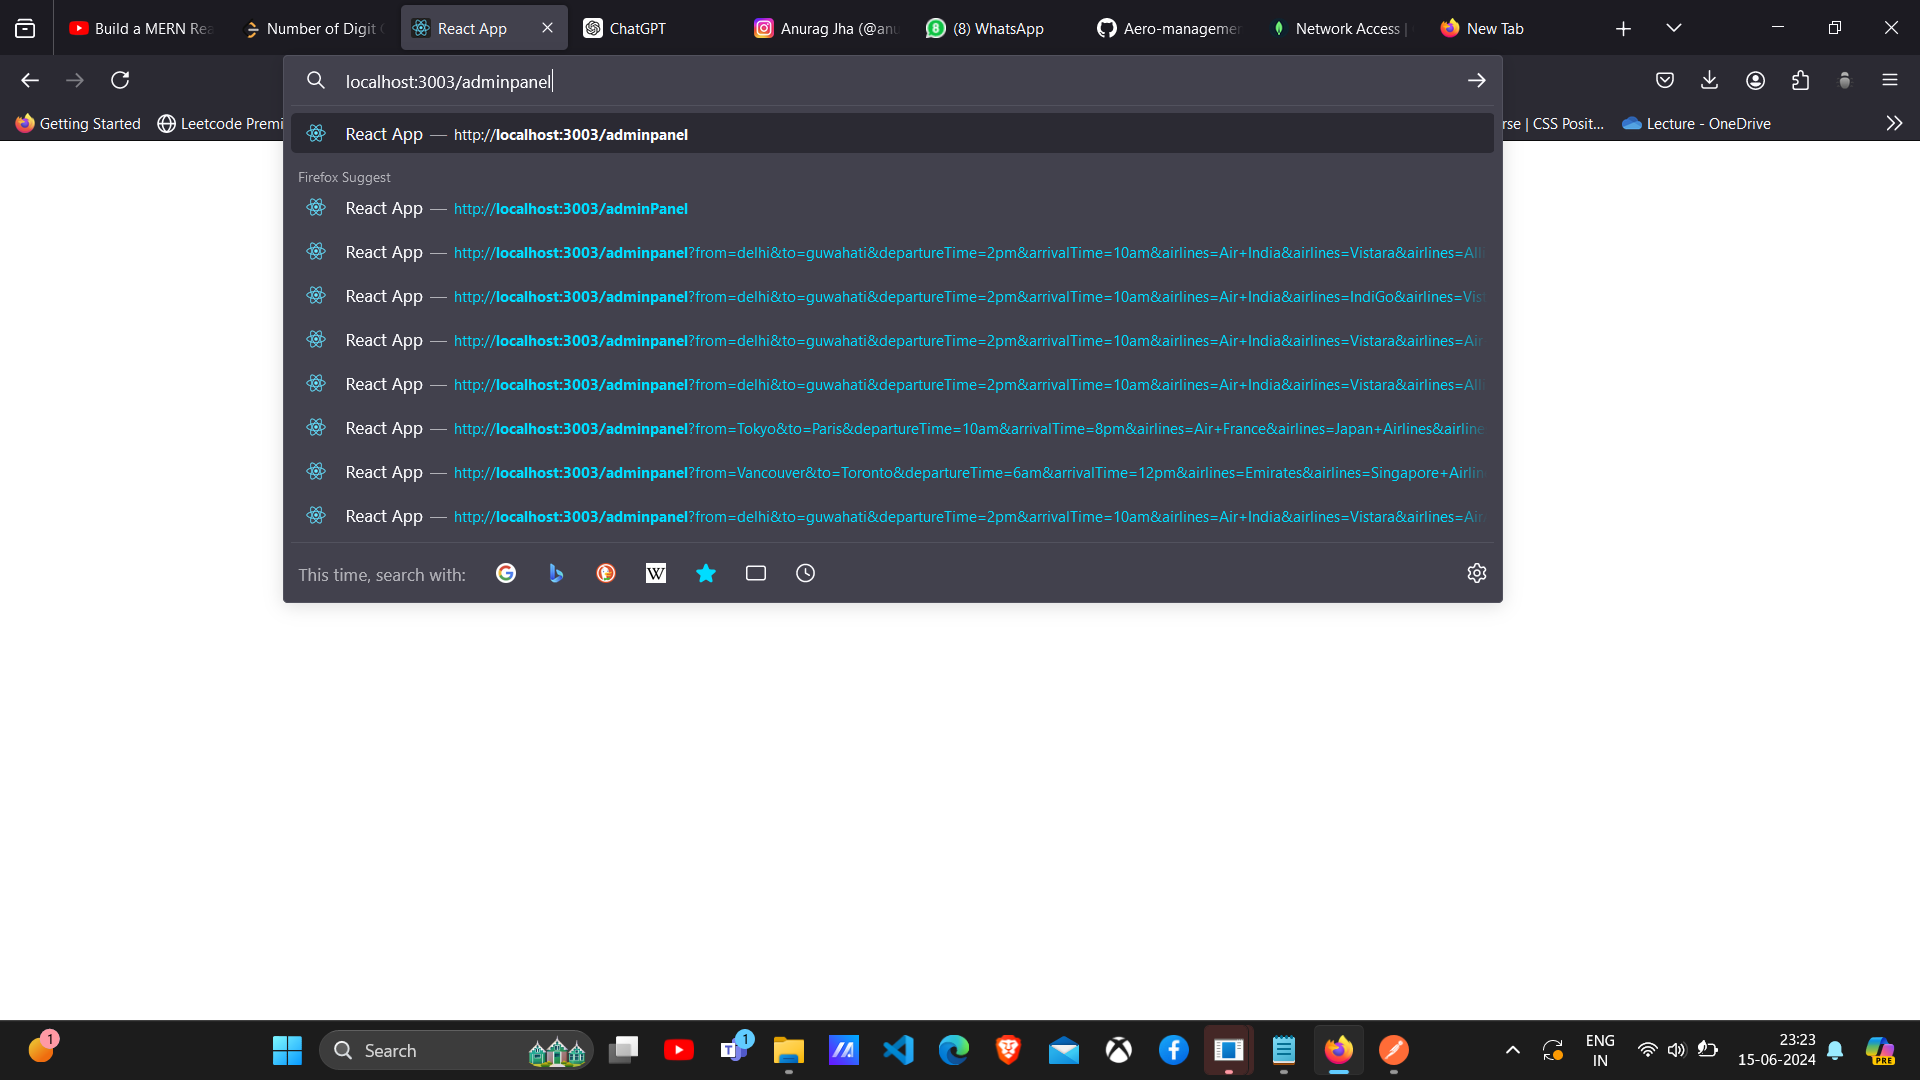 Build a MERN Rea
Number of Digit
React App
ChatGPT
Anurag Jha (@anu
(8) WhatsApp
Aero-managemen
Network Access |
New Tab
localhost:3003/adminpanel
Getting Started
Leetcode Premi
rse | CSS Posit...
Lecture - OneDrive
React App — http://localhost:3003/adminpanel
Firefox Suggest
React App — http://localhost:3003/adminPanel
React App — http://localhost:3003/adminpanel?from=delhi&to=guwahati&departureTime=2pm&arrivalTime=10am&airlines=Air+India&airlines=Vistara&airlines=All
React App — http://localhost:3003/adminpanel?from=delhi&to=guwahati&departureTime=2pm&arrivalTime=10am&airlines=Air+India&airlines=IndiGo&airlines=Vist
React App — http://localhost:3003/adminpanel?from=delhi&to=guwahati&departureTime=2pm&arrivalTime=10am&airlines=Air+India&airlines=Vistara&airlines=Air
React App — http://localhost:3003/adminpanel?from=delhi&to=guwahati&departureTime=2pm&arrivalTime=10am&airlines=Air+India&airlines=Vistara&airlines=All
React App — http://localhost:3003/adminpanel?from=Tokyo&to=Paris&departureTime=10am&arrivalTime=8pm&airlines=Air+France&airlines=Japan+Airlines&airline
React App — http://localhost:3003/adminpanel?from=Vancouver&to=Toronto&departureTime=6am&arrivalTime=12pm&airlines=Emirates&airlines=Singapore+Airlin
React App — http://localhost:3003/adminpanel?from=delhi&to=guwahati&departureTime=2pm&arrivalTime=10am&airlines=Air+India&airlines=Vistara&airlines=Air
This time, search with:
W
1
Search
1
ENG
IN
23:23
15-06-2024
PRE